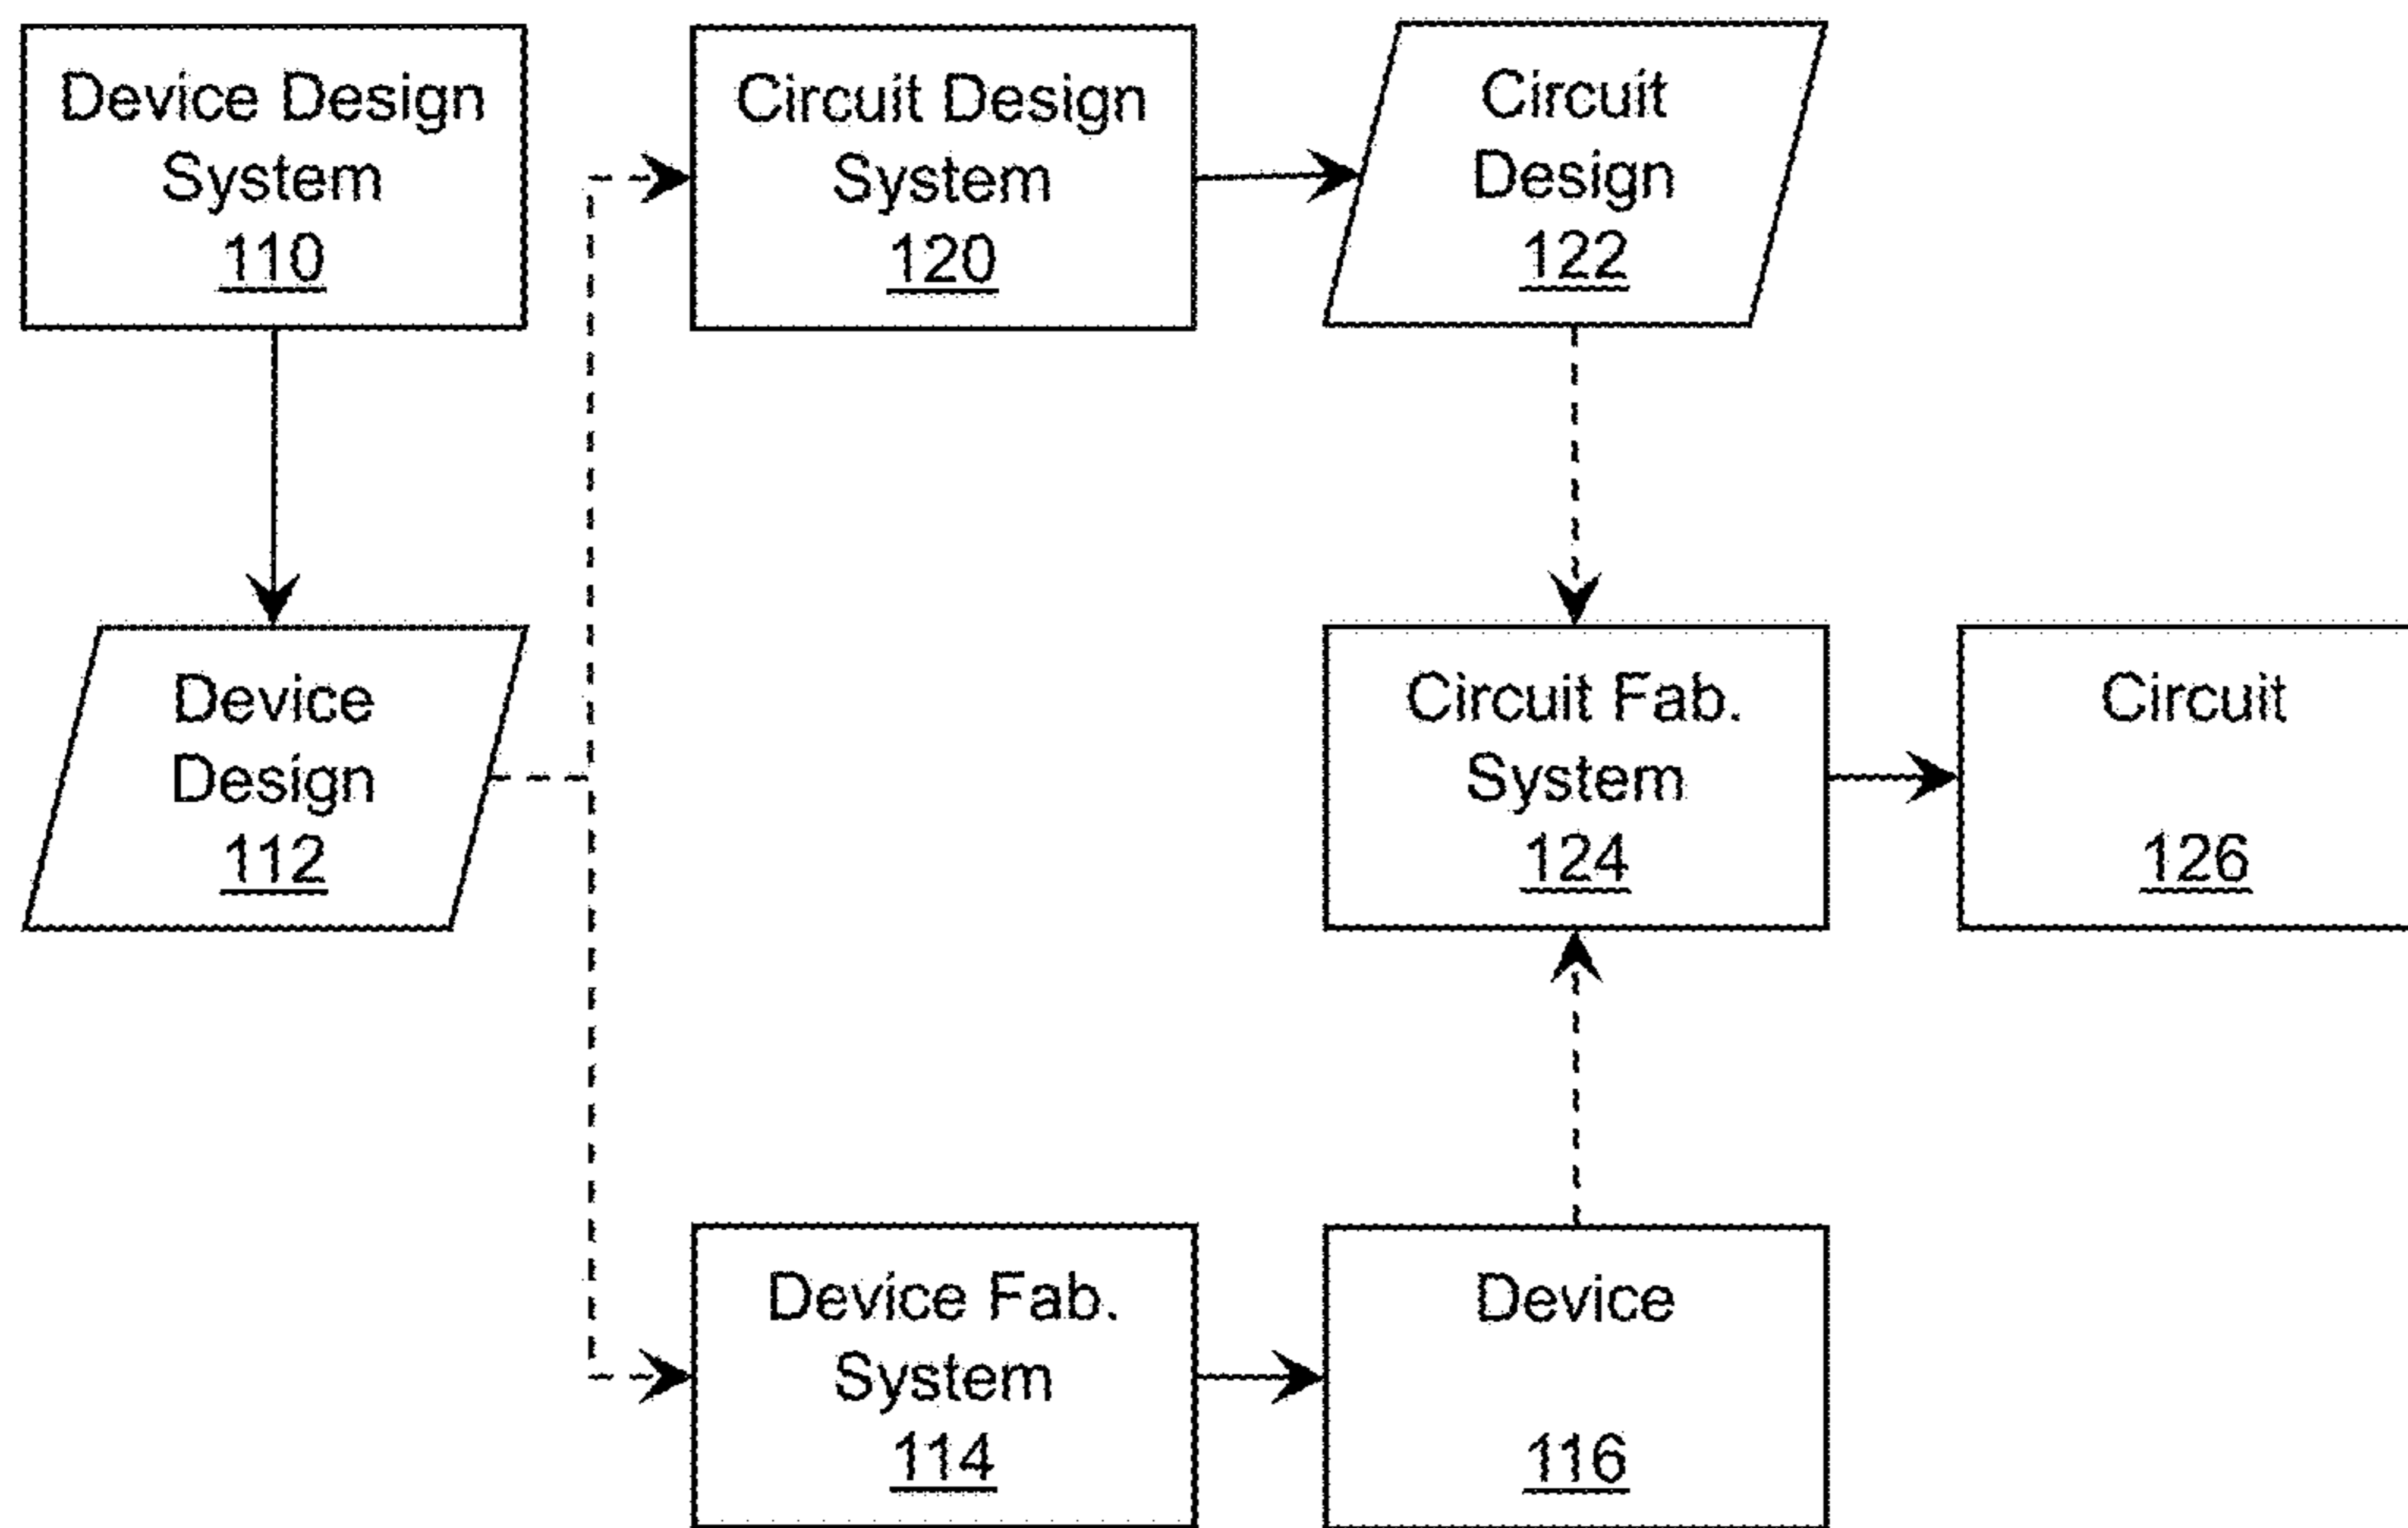 Device Design
System
110
Circuit Design
System
120
Circuit
Design
122
Device
Design
112
Circuit Fab.
System
124
Circuit
126
Device Fab.
System
114
Device
116